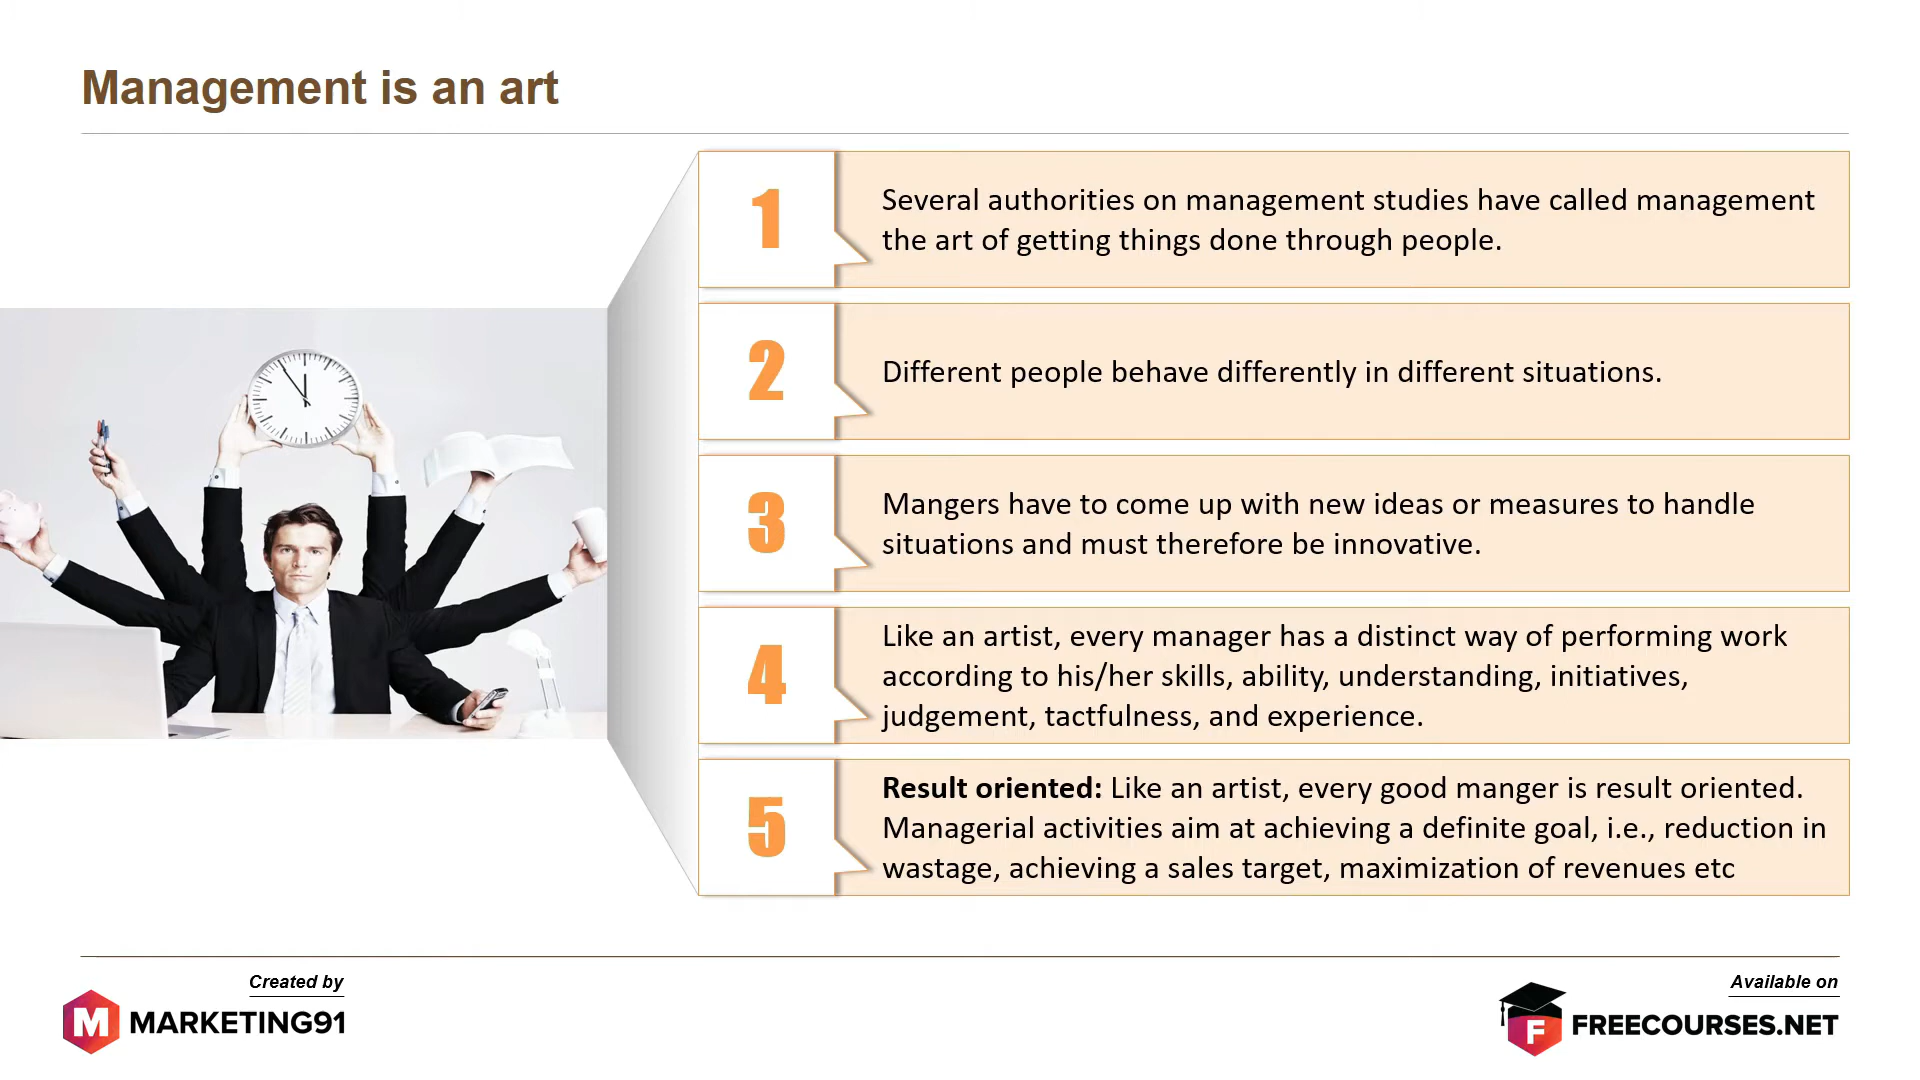 Management is an art
1
Several authorities on management studies have called management
the art of getting things done through people.
2
Different people behave differently in different situations.
3
Mangers have to come up with new ideas or measures to handle
situations and must therefore be innovative.
4
Like an artist, every manager has a distinct way of performing work
according to his/her skills, ability, understanding, initiatives,
judgement, tactfulness, and experience.
5
Result oriented: Like an artist, every good manger is result oriented.
Managerial activities aim at achieving a definite goal, i.e., reduction in
wastage, achieving a sales target, maximization of revenues etc
Created by
M MARKETING91
Available on
F FREECOURSES.NET